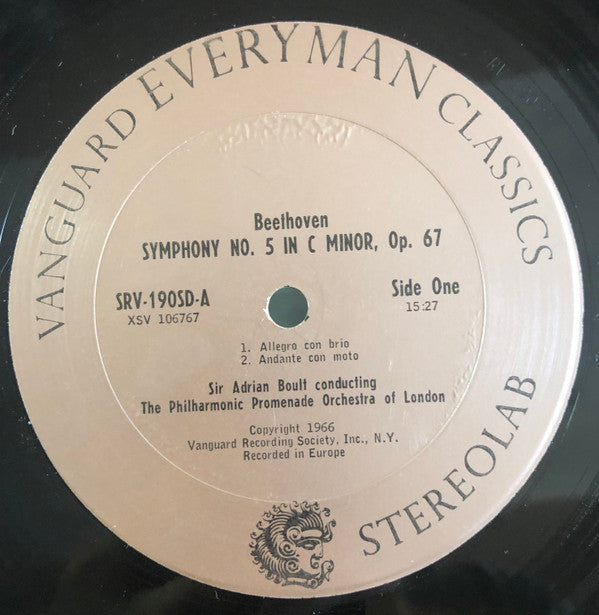 VANGUARD EVERYMAN CLASSICS
Beethoven
SYMPHONY NO. 5 IN C MINOR, Op. 67
SRV-190SD-A
XSV 106767
Side One
15:27
1. Allegro con brio
2. Andante con moto
Sir Adrian Boult conducting
The Philharmonic Promenade Orchestra of London
Copyright 1966
Vanguard Recording Society, Inc., N.Y.
Recorded in Europe
STEREOLAB